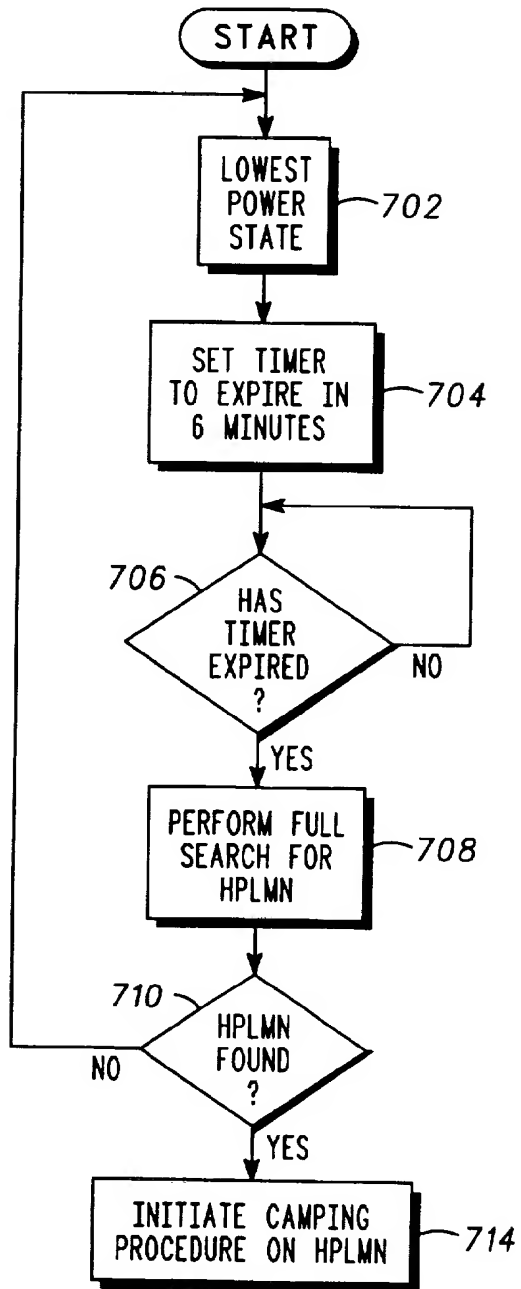 START
LOWEST
POWER
STATE
702
SET TIMER
TO EXPIRE IN
6 MINUTES
704
706
HAS
TIMER
EXPIRED
?
NO
YES
PERFORM FULL
SEARCH FOR
HPLMN
708
710
HPLMN
FOUND
?
NO
YES
INITIATE CAMPING
PROCEDURE ON HPLMN
714